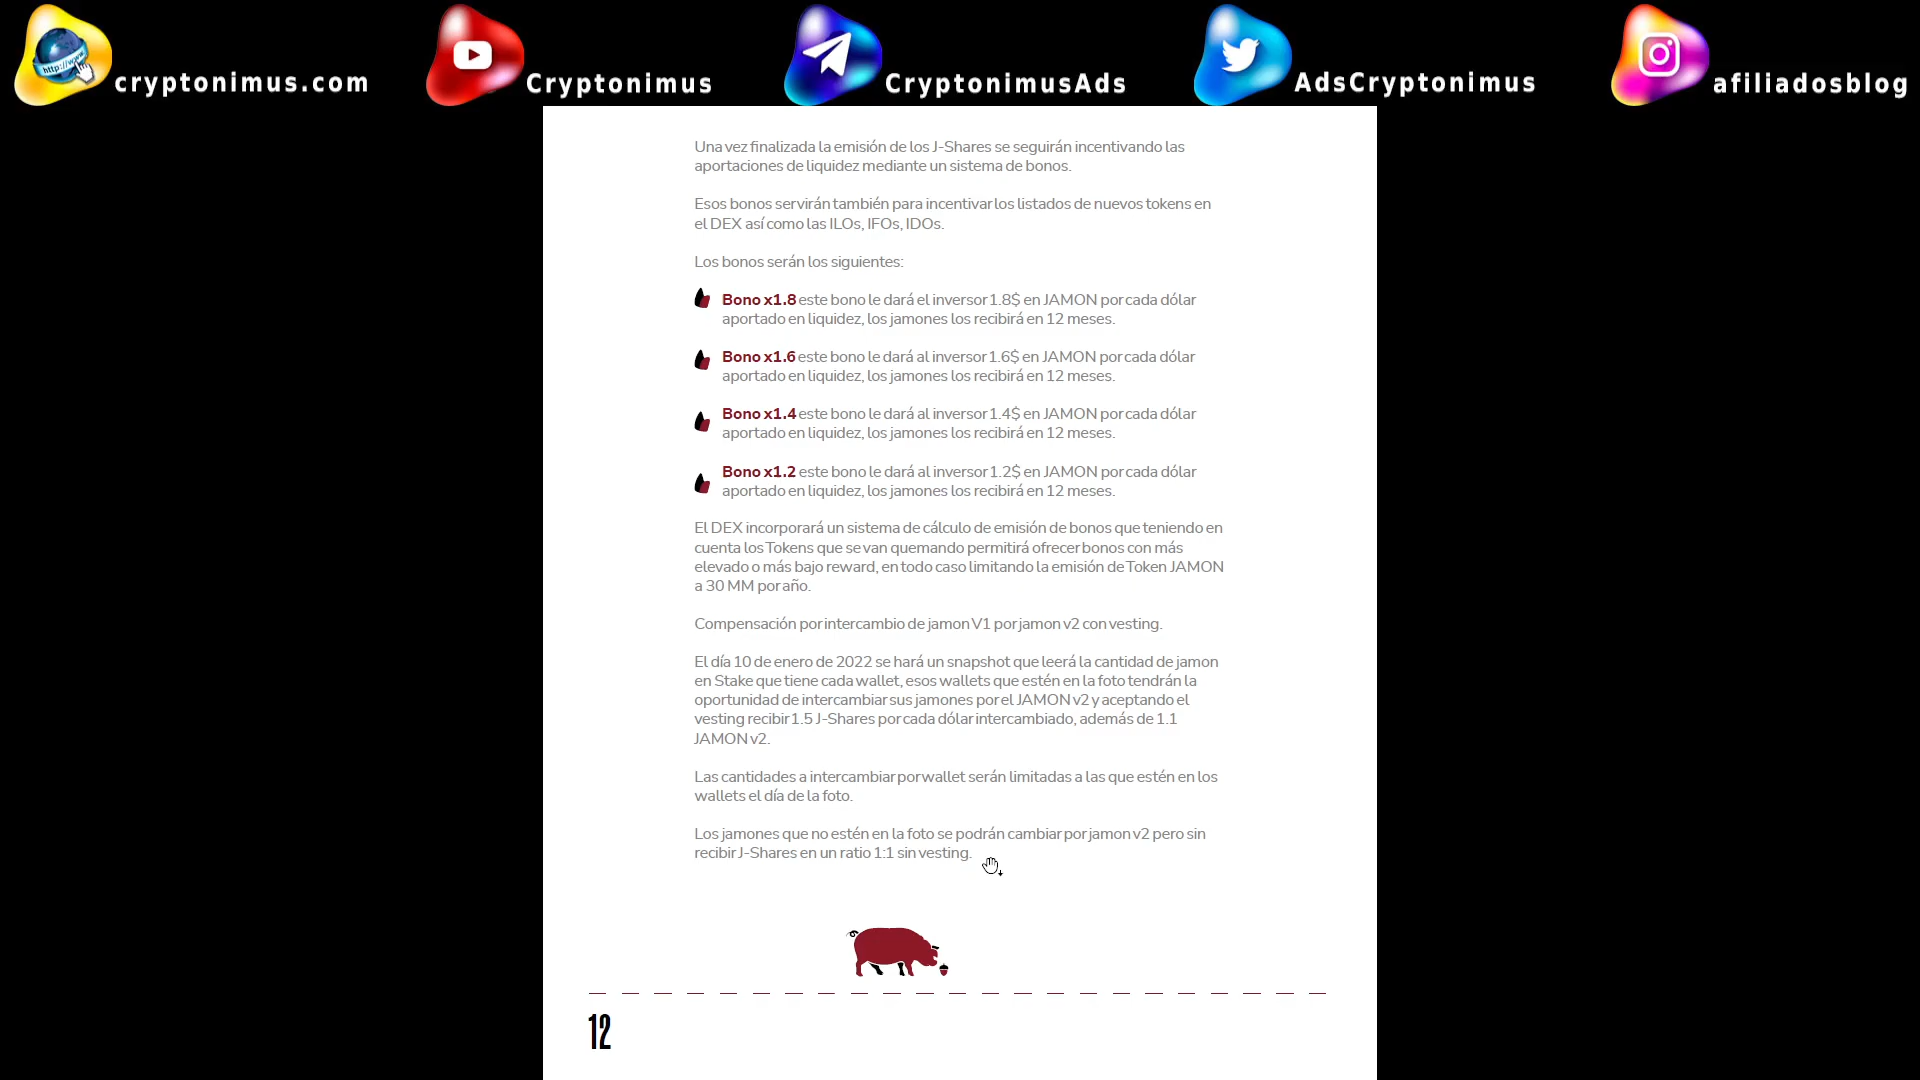 cryptonimus.com
Cryptonimus
CryptonimusAds
AdsCryptonimus
afiliadosblog
Una vez finalizada la emisión de los J-Shares se seguirán incentivando las
aportaciones de liquidez mediante un sistema de bonos.
Esos bonos servirán también para incentivar los listados de nuevos tokens en
el DEX así como las ILOs, IFOs, IDOs.
Los bonos serán los siguientes:
Bono x1.8 este bono le dará el inversor 1.8$ en JAMON por cada dólar
aportado en liquidez, los jamones los recibirá en 12 meses.
Bono x1.6 este bono le dará al inversor 1.6$ en JAMON por cada dólar
aportado en liquidez, los jamones los recibirá en 12 meses.
Bono x1.4 este bono le dará al inversor 1.4$ en JAMON por cada dólar
aportado en liquidez, los jamones los recibirá en 12 meses.
Bono x1.2 este bono le dará al inversor 1.2$ en JAMON por cada dólar
aportado en liquidez, los jamones los recibirá en 12 meses.
El DEX incorporará un sistema de cálculo de emisión de bonos que teniendo en
cuenta los Tokens que se van quemando permitirá ofrecer bonos con más
elevado o más bajo reward, en todo caso limitando la emisión de Token JAMON
a 30 MM por año.
Compensación por intercambio de jamon V1 por jamon v2 con vesting.
El día 10 de enero de 2022 se hará un snapshot que leerá la cantidad de jamon
en Stake que tiene cada wallet, esos wallets que estén en la foto tendrán la
oportunidad de intercambiar sus jamones por el JAMON v2 y aceptando el
vesting recibir 1.5 J-Shares por cada dólar intercambiado, además de 1.1
JAMON v2.
Las cantidades a intercambiar por wallet serán limitadas a las que estén en los
wallets el día de la foto.
Los jamones que no estén en la foto se podrán cambiar por jamon v2 pero sin
recibir J-Shares en un ratio 1:1 sin vesting.
12